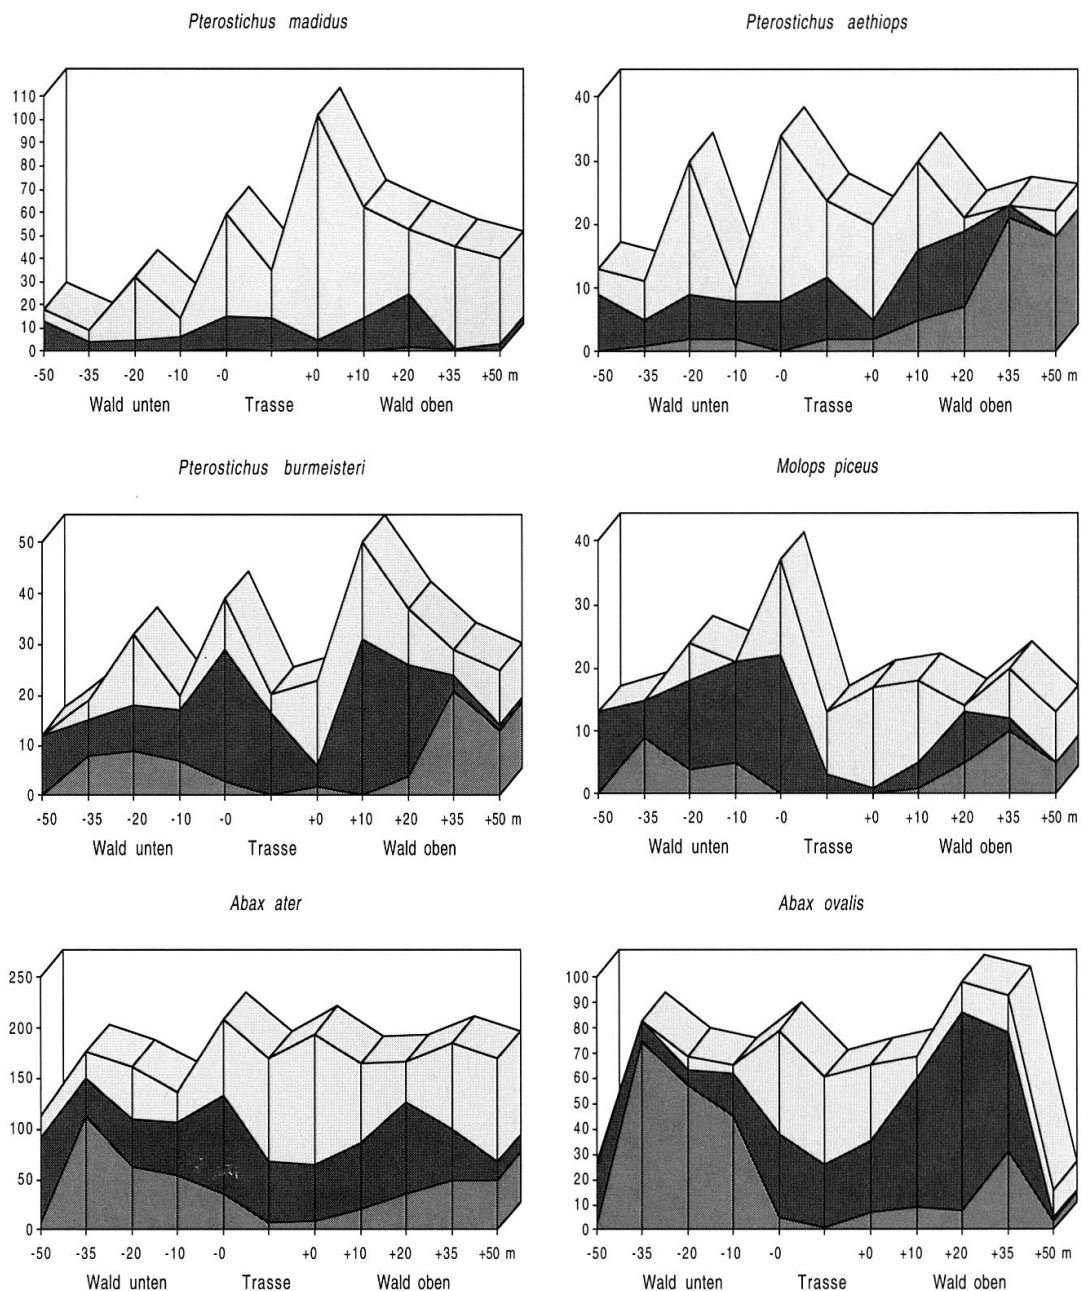 Pterostichus madidus
110
100
90
80
70
60
50
40
30
20
10
0
-50 -35 -20 -10 -0 +0 +10 +20 +35 +50 m
Wald unten Trasse Wald oben
Pterostichus aethiops
40
30
20
10
0
-50 -35 -20 -10 -0 +0 +10 +20 +35 +50 m
Wald unten Trasse Wald oben
Pterostichus burmeisteri
50
40
30
20
10
0
-50 -35 -20 -10 -0 +0 +10 +20 +35 +50 m
Wald unten Trasse Wald oben
Molops piceus
40
30
20
10
0
-50 -35 -20 -10 -0 +0 +10 +20 +35 +50 m
Wald unten Trasse Wald oben
Abax ater
250
200
150
100
50
0
-50 -35 -20 -10 -0 +0 +10 +20 +35 +50 m
Wald unten Trasse Wald oben
Abax ovalis
100
90
80
70
60
50
40
30
20
10
0
-50 -35 -20 -10 -0 +0 +10 +20 +35 +50 m
Wald unten Trasse Wald oben